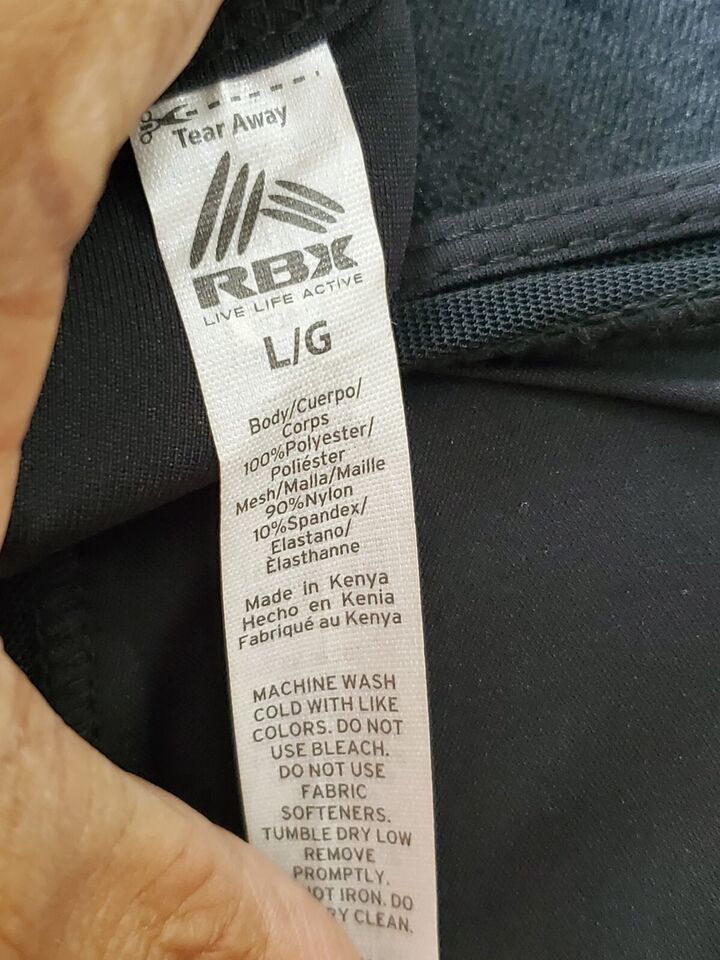 Tear Away
RBX
LIVE LIFE ACTIVE
L/G
Body/Cuerpo/
Corps
100%Polyester/
Poliéster
Mesh/Malla/Maille
90%Nylon
10%Spandex/
Elastano/
Èlasthanne
Made in Kenya
Hecho en Kenia
Fabriqué au Kenya
MACHINE WASH
COLD WITH LIKE
COLORS. DO NOT
USE BLEACH.
DO NOT USE
FABRIC
SOFTENERS.
TUMBLE DRY LOW
REMOVE
PROMPTLY.
IRON. DO
CLEAN.